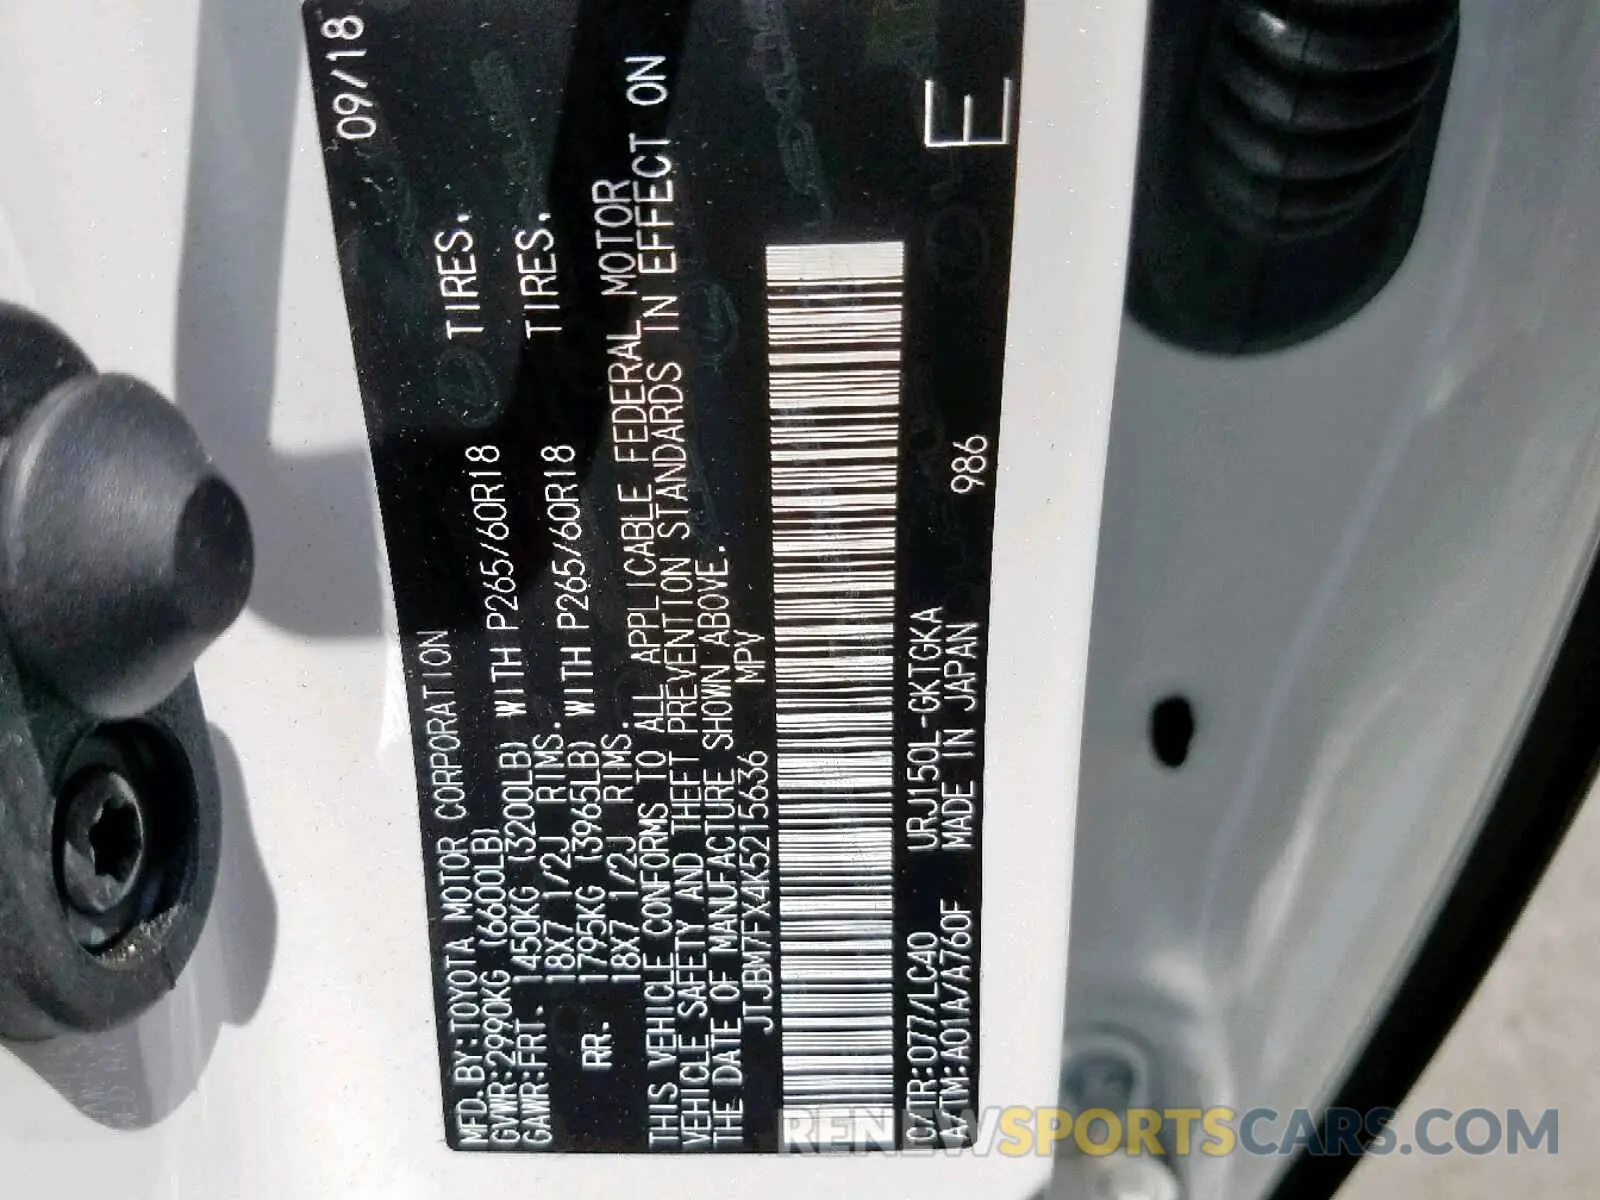 MFD. BY: TOYOTA MOTOR CORPORATION 09/18
GVWR: 2990KG (6600LB)
GAWR: FRT. 1450KG (3200LB) WITH P265/60R18 TIRES.
18X7 1/2J RIMS.
RR. 1795KG (3965LB) WITH P265/60R18 TIRES.
18X7 1/2J RIMS.
THIS VEHICLE CONFORMS TO ALL APPLICABLE FEDERAL MOTOR
VEHICLE SAFETY AND THEFT PREVENTION STANDARDS IN EFFECT ON
THE DATE OF MANUFACTURE SHOWN ABOVE.
JTJBM7FX4K5215636 MPV
C/TR: 077/LC40 URJ150L-GKTGKA 986 E
A/TM: A01A/A760F MADE IN JAPAN
RENEWSPORTSCARS.COM